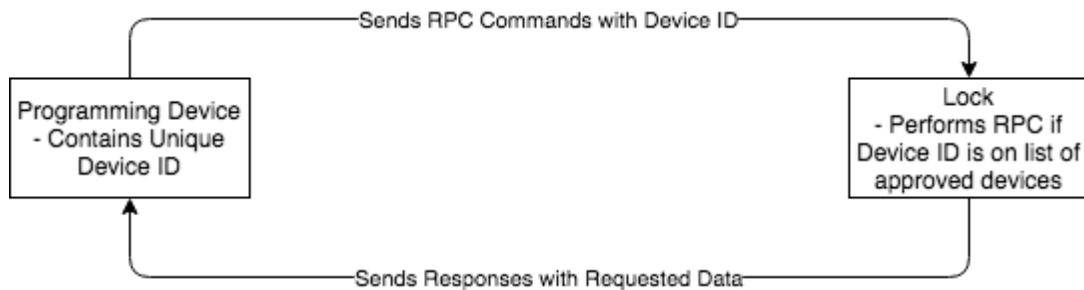 Sends RPC Commands with Device ID
Programming Device
- Contains Unique
Device ID
Lock
- Performs RPC if
Device ID is on list of
approved devices
Sends Responses with Requested Data